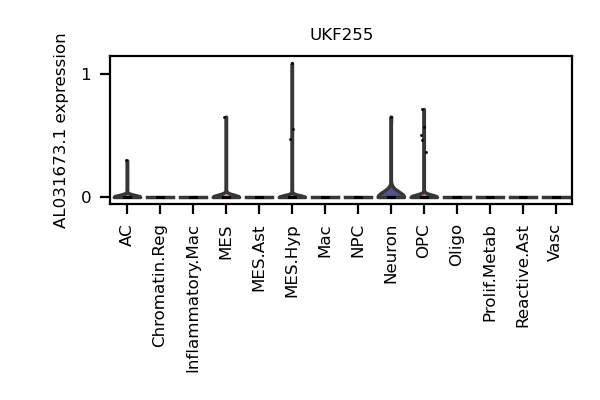 UKF255
AL031673.1 expression
1
0
AC
Chromatin.Reg
Inflammatory.Mac
MES
MES.Ast
MES.Hyp
Mac
NPC
Neuron
OPC
Oligo
Prolif.Metab
Reactive.Ast
Vasc